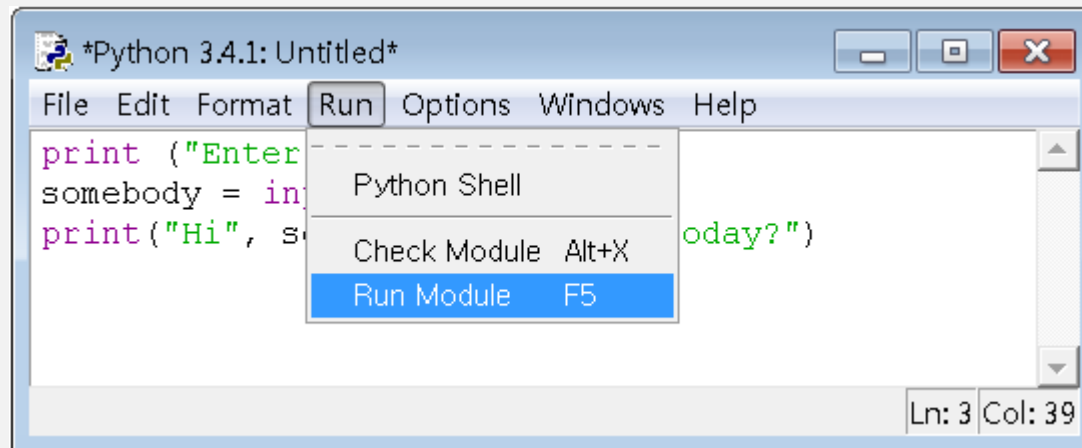 *Python 3.4.1: Untitled*
File Edit Format Run Options Windows Help
print ("Enter
Python Shell
somebody = in
print("Hi", s oday?")
Check Module Alt+X
Run Module F5
Ln: 3 Col: 39